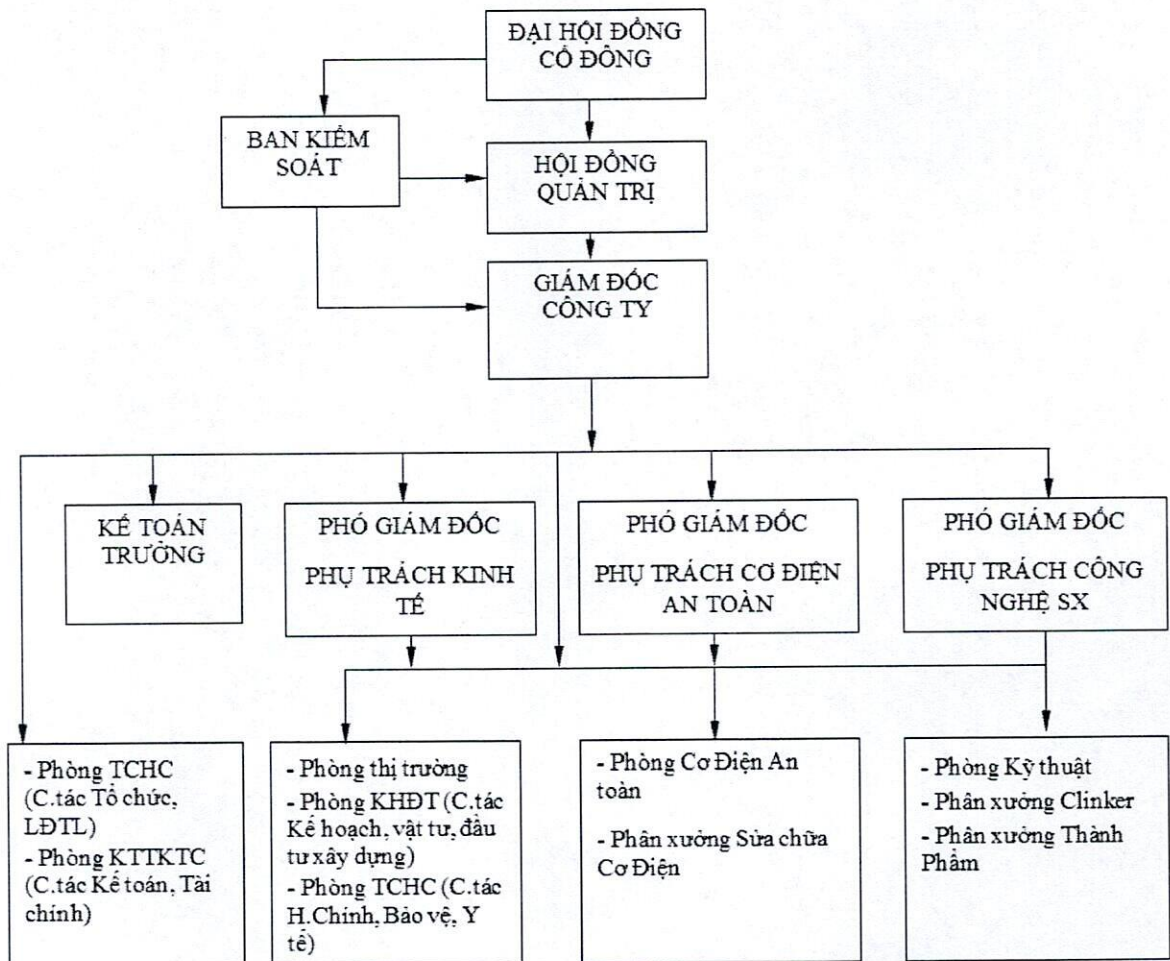 ĐẠI HỘI ĐỒNG
CỔ ĐÔNG
BAN KIỂM
SOÁT
HỘI ĐỒNG
QUẢN TRỊ
GIÁM ĐỐC
CÔNG TY
KẾ TOÁN
TRƯỞNG
PHÓ GIÁM ĐỐC
PHỤ TRÁCH KINH
TẾ
PHÓ GIÁM ĐỐC
PHỤ TRÁCH CƠ ĐIỆN
AN TOÀN
PHÓ GIÁM ĐỐC
PHỤ TRÁCH CÔNG
NGHỆ SX
- Phòng TCHC
(C.tác Tổ chức,
LĐTL)
- Phòng KTTKTC
(C.tác Kế toán, Tài
chính)
- Phòng thị trường
- Phòng KHĐT (C.tác
Kế hoạch, vật tư, đầu
tư xây dựng)
- Phòng TCHC (C.tác
H.Chính, Bảo vệ, Y
tế)
- Phòng Cơ Điện An
toàn
- Phân xưởng Sửa chữa
Cơ Điện
- Phòng Kỹ thuật
- Phân xưởng Clinker
- Phân xưởng Thành
Phẩm